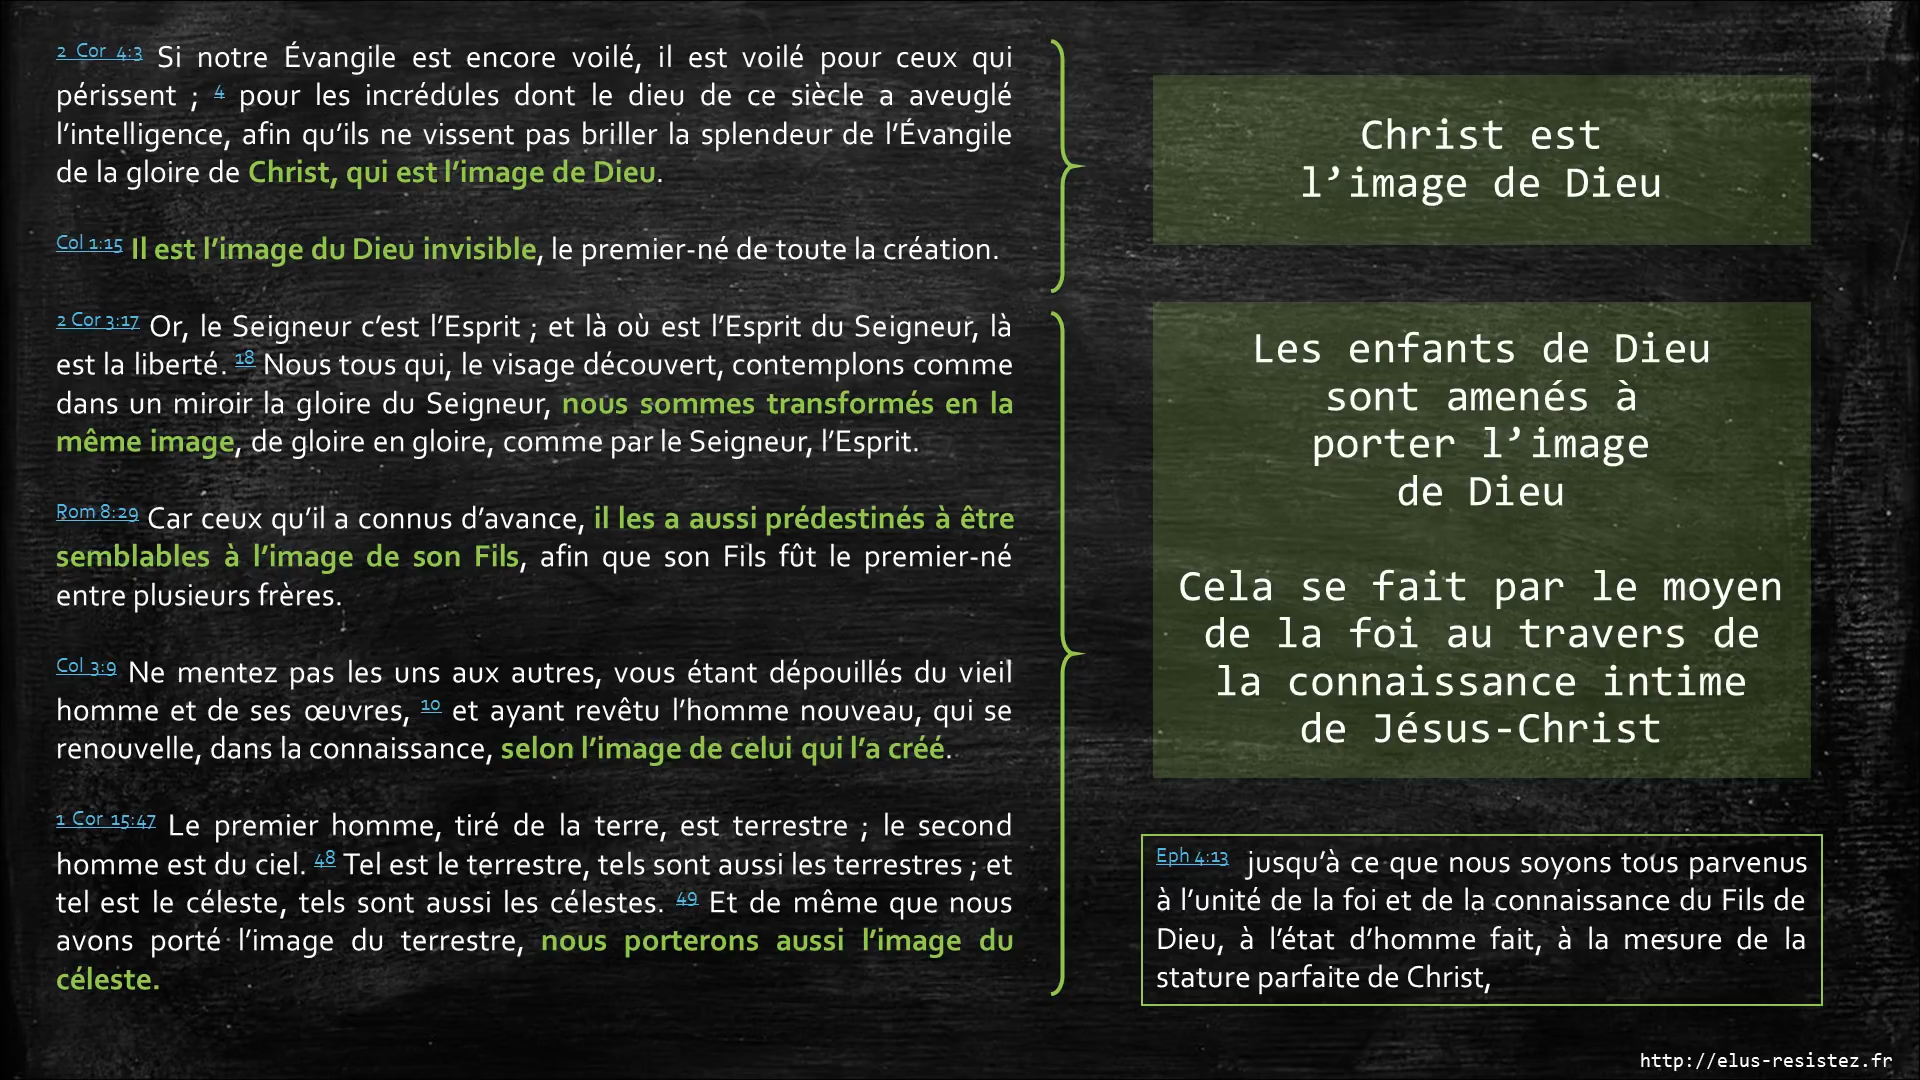 2 Cor 4:3 Si notre Évangile est encore voilé, il est voilé pour ceux qui
périssent ; 4 pour les incrédules dont le dieu de ce siècle a aveuglé
l’intelligence, afin qu’ils ne vissent pas briller la splendeur de l’Évangile
de la gloire de Christ, qui est l’image de Dieu.
Col 1:15 Il est l’image du Dieu invisible, le premier-né de toute la création.
2 Cor 3:17 Or, le Seigneur c’est l’Esprit ; et là où est l’Esprit du Seigneur, là
est la liberté. 18 Nous tous qui, le visage découvert, contemplons comme
dans un miroir la gloire du Seigneur, nous sommes transformés en la
même image, de gloire en gloire, comme par le Seigneur, l’Esprit.
Rom 8:29 Car ceux qu’il a connus d’avance, il les a aussi prédestinés à être
semblables à l’image de son Fils, afin que son Fils fût le premier-né
entre plusieurs frères.
Col 3:9 Ne mentez pas les uns aux autres, vous étant dépouillés du vieil
homme et de ses œuvres, 10 et ayant revêtu l’homme nouveau, qui se
renouvelle, dans la connaissance, selon l’image de celui qui l’a créé.
1 Cor 15:47 Le premier homme, tiré de la terre, est terrestre ; le second
homme est du ciel. 48 Tel est le terrestre, tels sont aussi les terrestres ; et
tel est le céleste, tels sont aussi les célestes. 49 Et de même que nous
avons porté l’image du terrestre, nous porterons aussi l’image du
céleste.
Christ est
l’image de Dieu
Les enfants de Dieu
sont amenés à
porter l’image
de Dieu
Cela se fait par le moyen
de la foi au travers de
la connaissance intime
de Jésus-Christ
Eph 4:13 jusqu’à ce que nous soyons tous parvenus
à l’unité de la foi et de la connaissance du Fils de
Dieu, à l’état d’homme fait, à la mesure de la
stature parfaite de Christ,
http://elus-resistez.fr